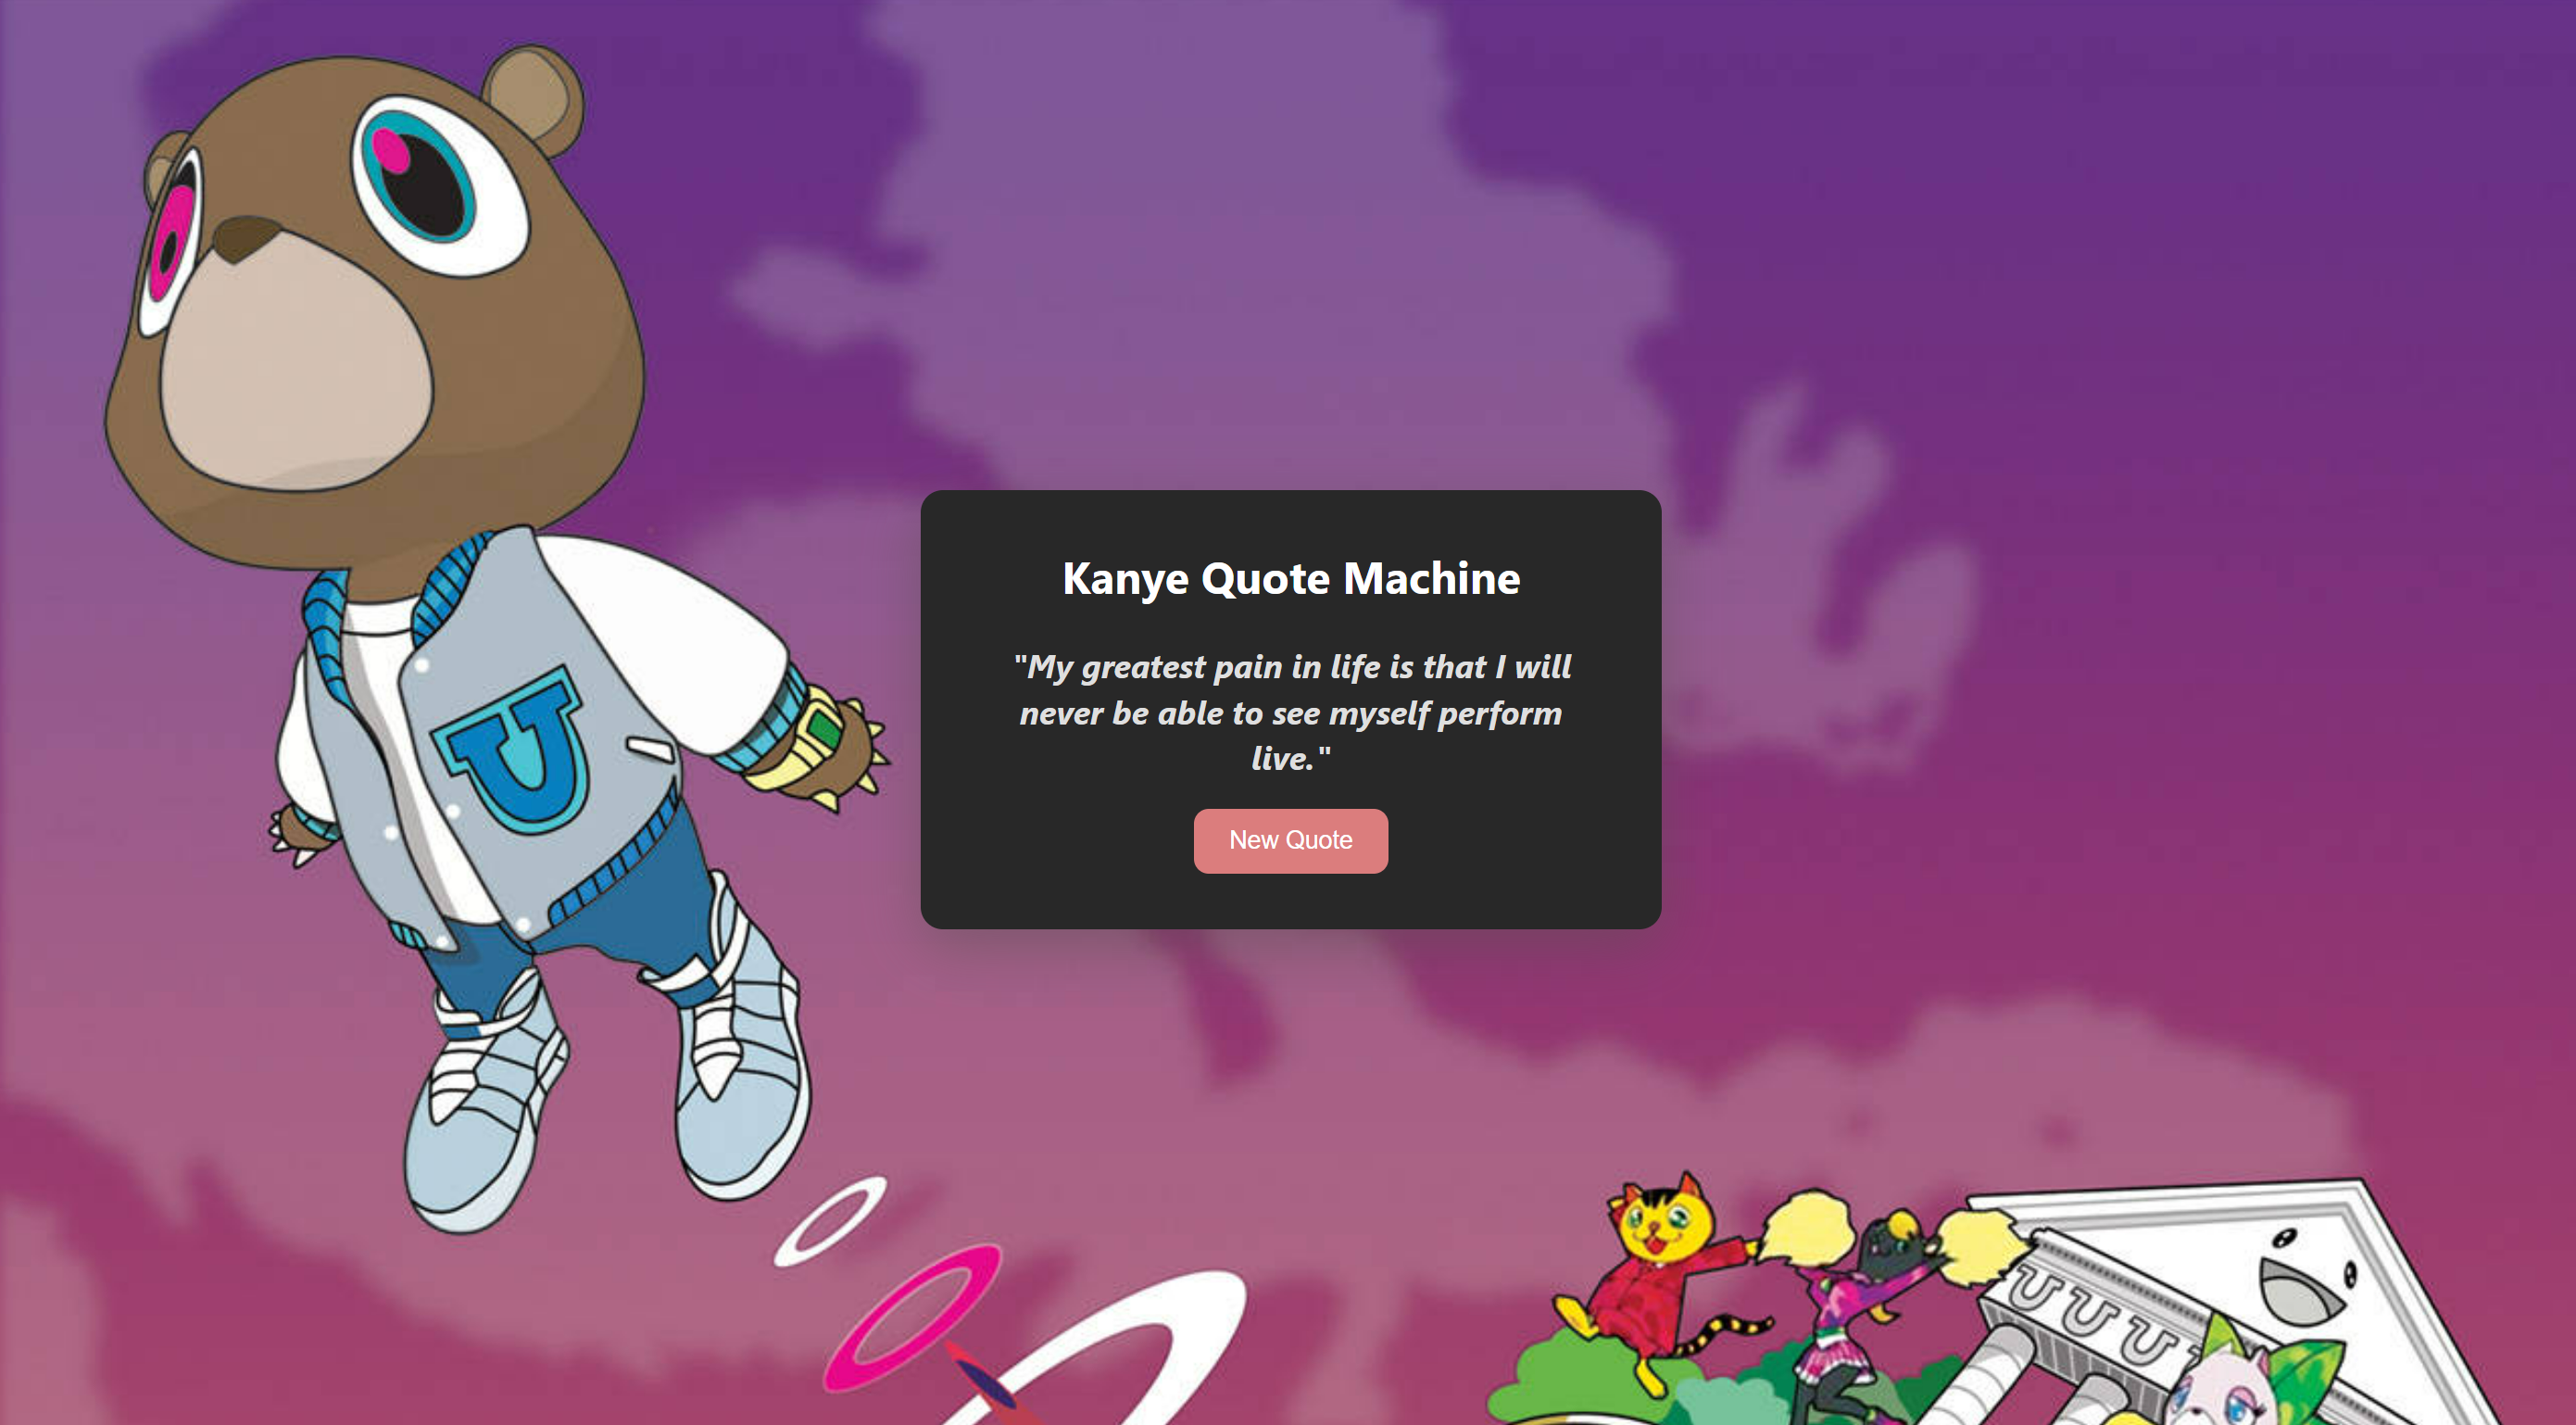 Kanye Quote Machine
"My greatest pain in life is that I will
never be able to see myself perform
live."
New Quote
U
U U U